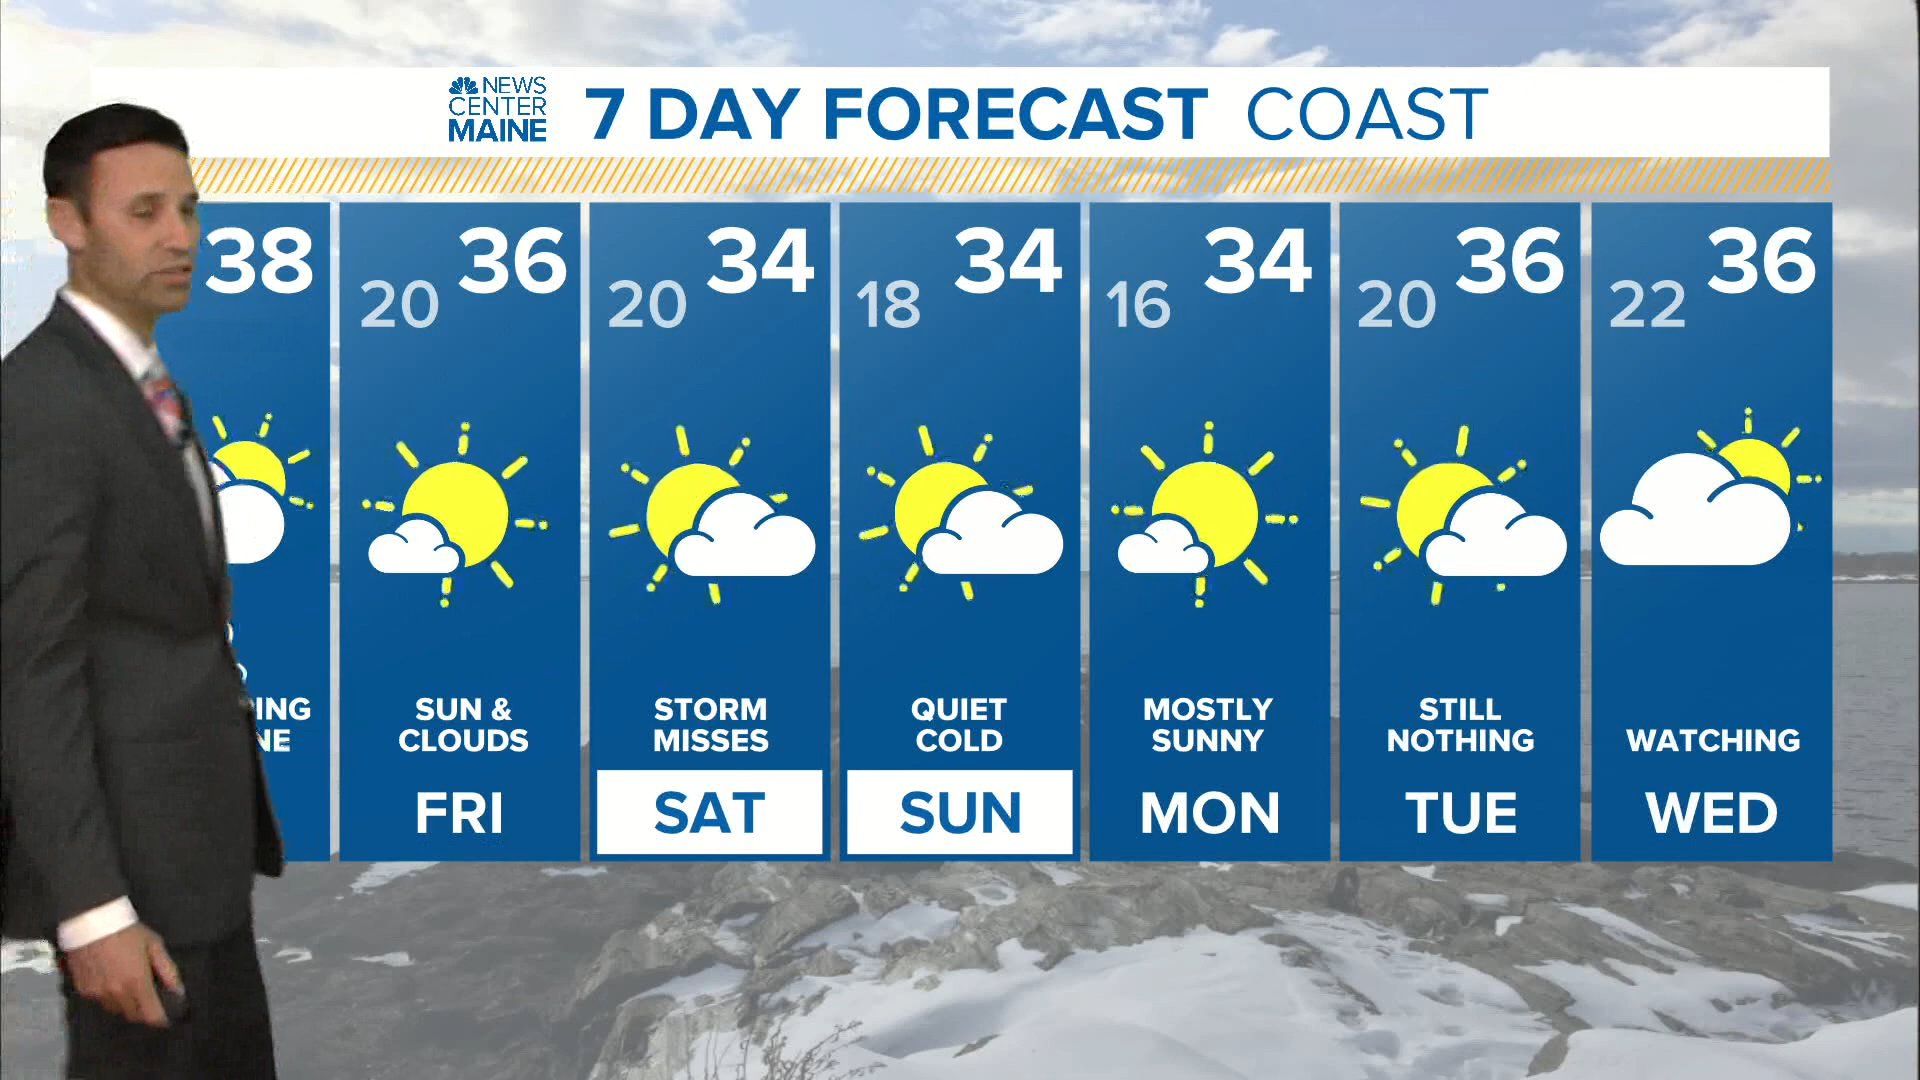 NEWS
CENTER
MAINE
7 DAY FORECAST COAST
38
20 36
20 34
18 34
16 34
20 36
22 36
SUN &
CLOUDS
FRI
STORM
MISSES
SAT
QUIET
COLD
SUN
MOSTLY
SUNNY
MON
STILL
NOTHING
TUE
WATCHING
WED